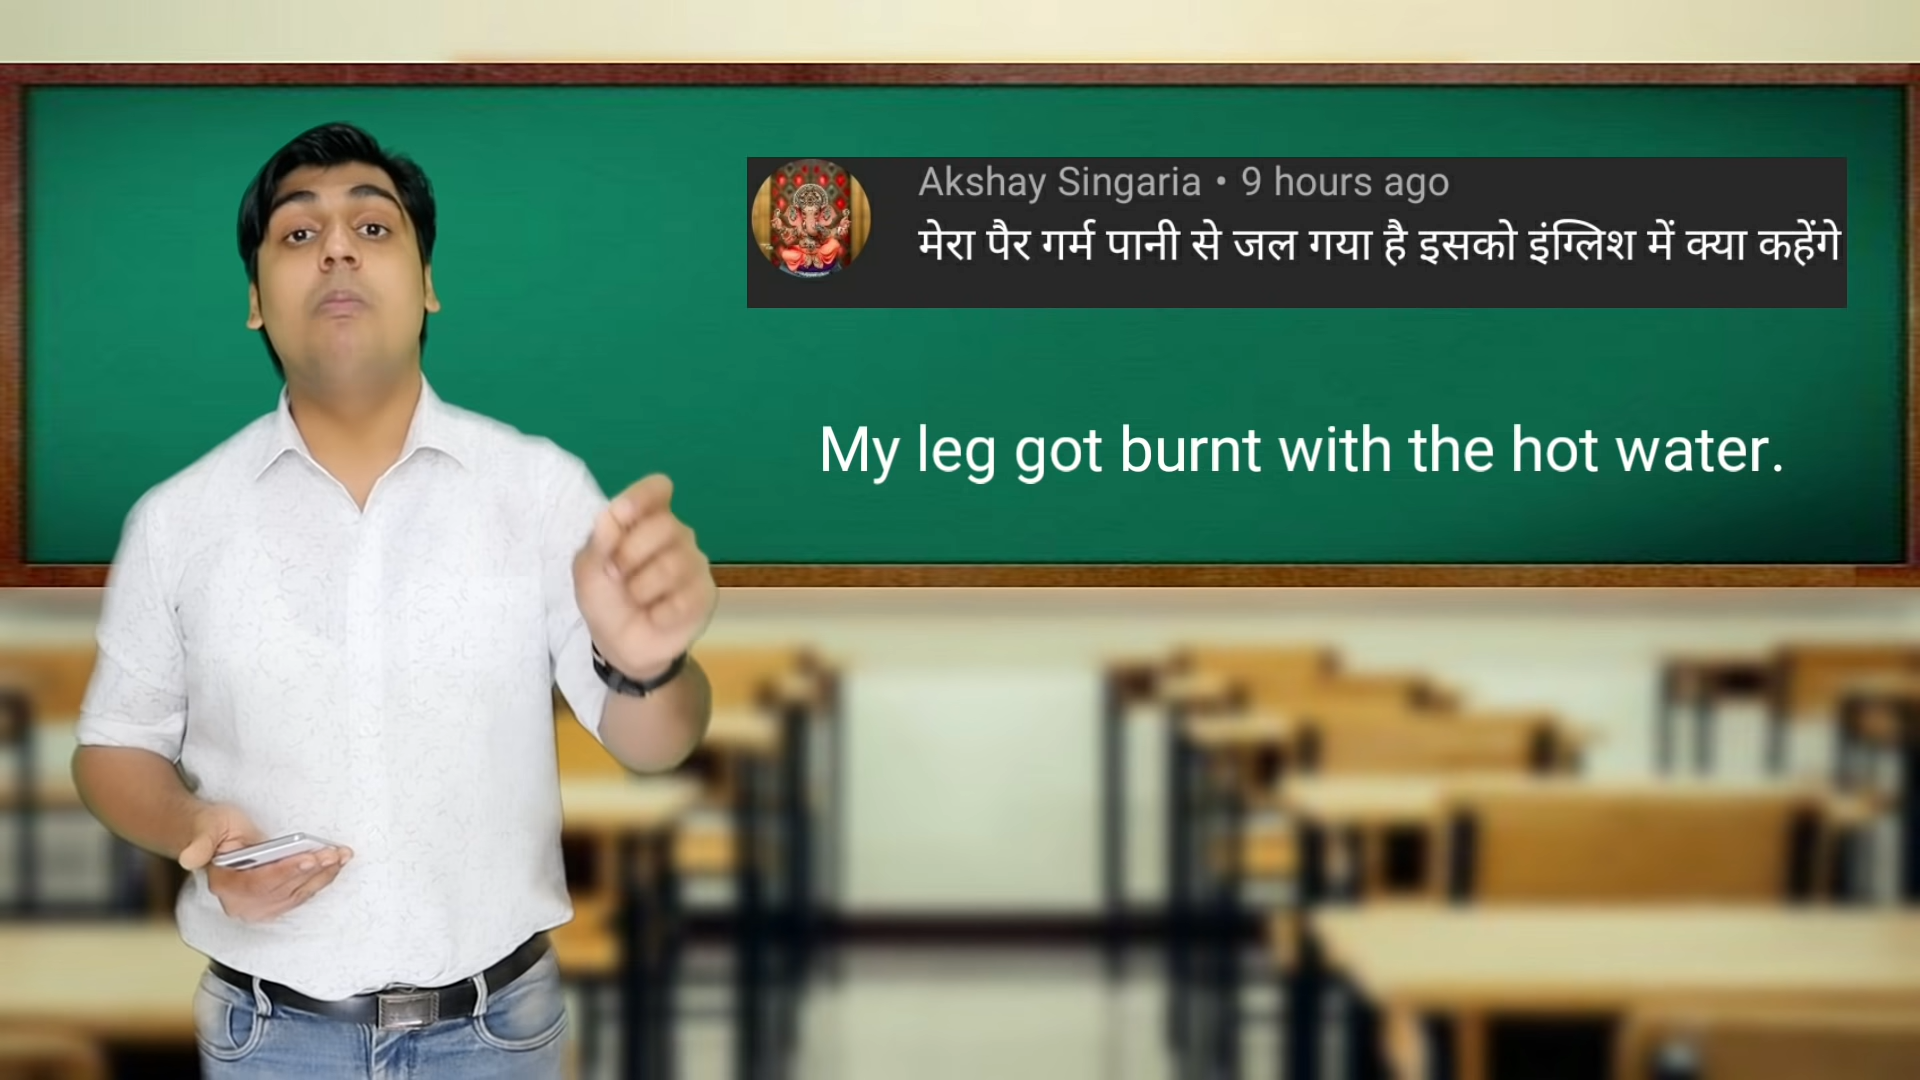 Akshay Singaria • 9 hours ago
मेरा पैर गर्म पानी से जल गया है इसको इंग्लिश में क्या कहेंगे
My leg got burnt with the hot water.